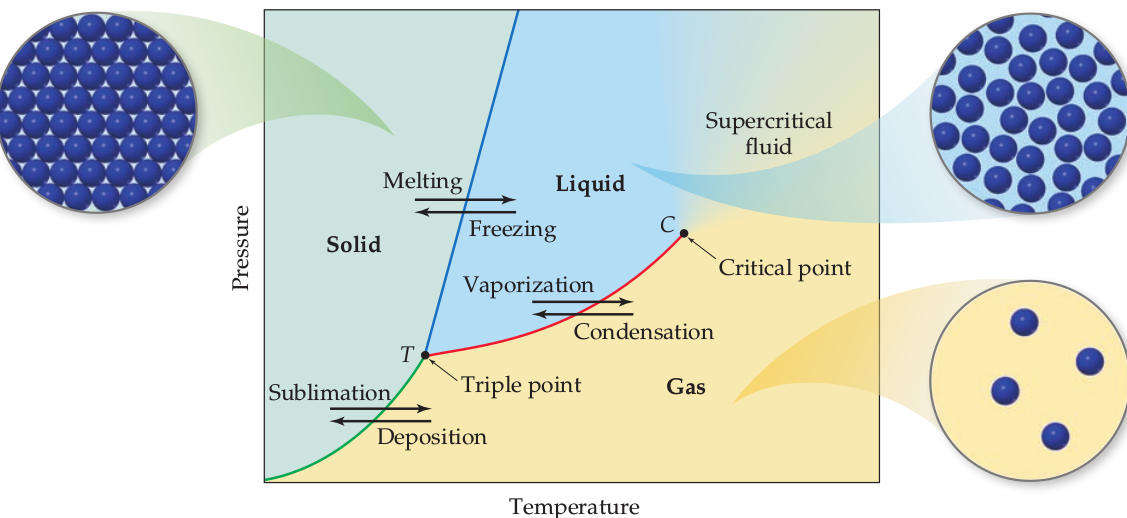 Supercritical
fluid
Melting
Liquid
C
Freezing
Solid
Critical point
Vaporization
Condensation
T
Triple point
Gas
Sublimation
Deposition
Pressure
Temperature